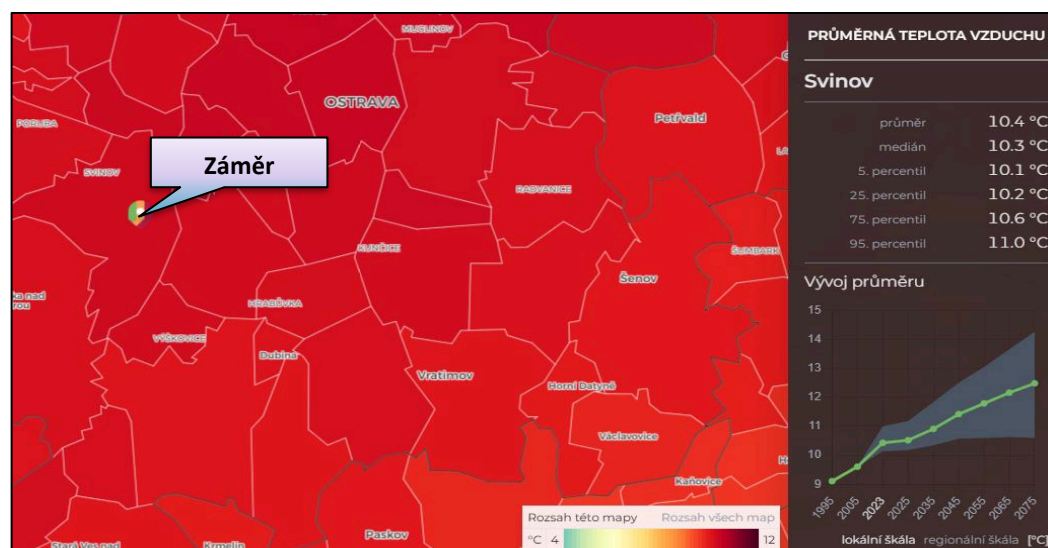 MUGLINOV
OSTRAVA
PORUBA
Petřvald
Záměr
SVINOV
RADVANICE
KUNČICE
ŠUMBARK
Šenov
HRABŮVKA
VÝŠKOVICE
Dubina
Vratimov
Horní Datyně
Václavovice
Kaňovice
Paskov
Stará Ves nad
Krmelín
Rozsah této mapy Rozsah všech map
°C 4 12
PRŮMĚRNÁ TEPLOTA VZDUCHU
Svinov
průměr 10.4 °C
medián 10.3 °C
5. percentil 10.1 °C
25. percentil 10.2 °C
75. percentil 10.6 °C
95. percentil 11.0 °C
Vývoj průměru
15
14
13
12
11
10
9
1995 2005 2023 2025 2035 2045 2055 2065 2075
lokální škála regionální škála [°C]